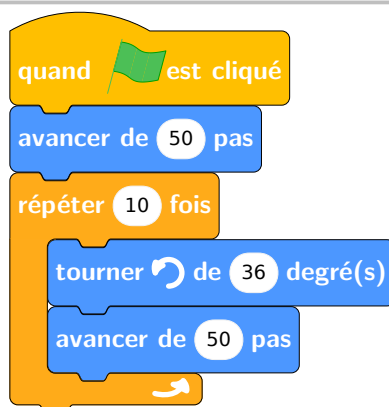 quand est cliqué
avancer de 50 pas
répéter 10 fois
tourner de 36 degré(s)
avancer de 50 pas